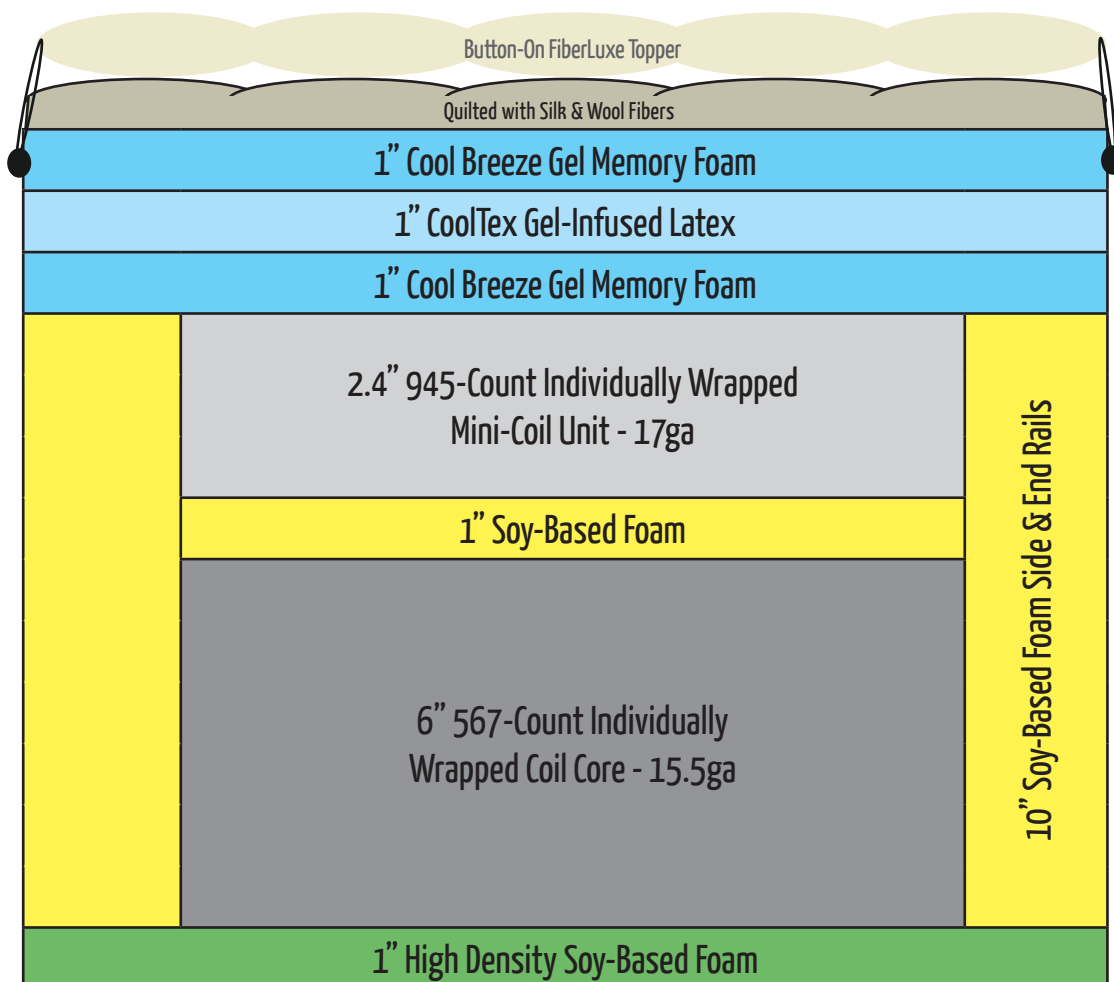 Button-On FiberLuxe Topper
Quilted with Silk & Wool Fibers
1” Cool Breeze Gel Memory Foam
1” CoolTex Gel-Infused Latex
1” Cool Breeze Gel Memory Foam
2.4” 945-Count Individually Wrapped
Mini-Coil Unit - 17ga
1” Soy-Based Foam
6” 567-Count Individually
Wrapped Coil Core - 15.5ga
10” Soy-Based Foam Side & End Rails
1” High Density Soy-Based Foam